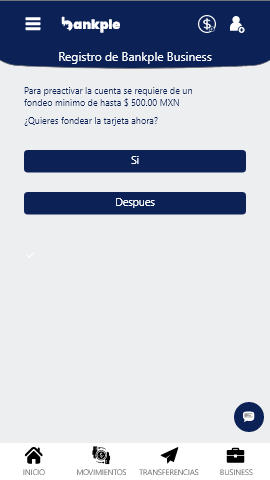 bankple
Registro de Bankple Business
Para preactivar la cuenta se requiere de un
fondeo minimo de hasta $ 500.00 MXN
¿Quieres fondear la tarjeta ahora?
Si
Despues
INICIO
MOVIMIENTOS
TRANSFERENCIAS
BUSINESS